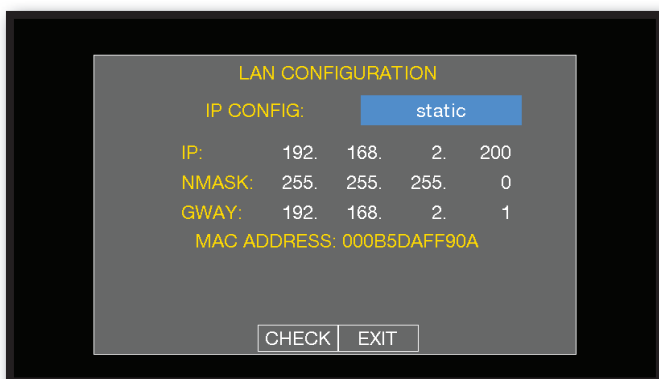 LAN CONFIGURATION
IP CONFIG: static
IP: 192. 168. 2. 200
NMASK: 255. 255. 255. 0
GWAY: 192. 168. 2. 1
MAC ADDRESS: 000B5DAFF90A
CHECK EXIT